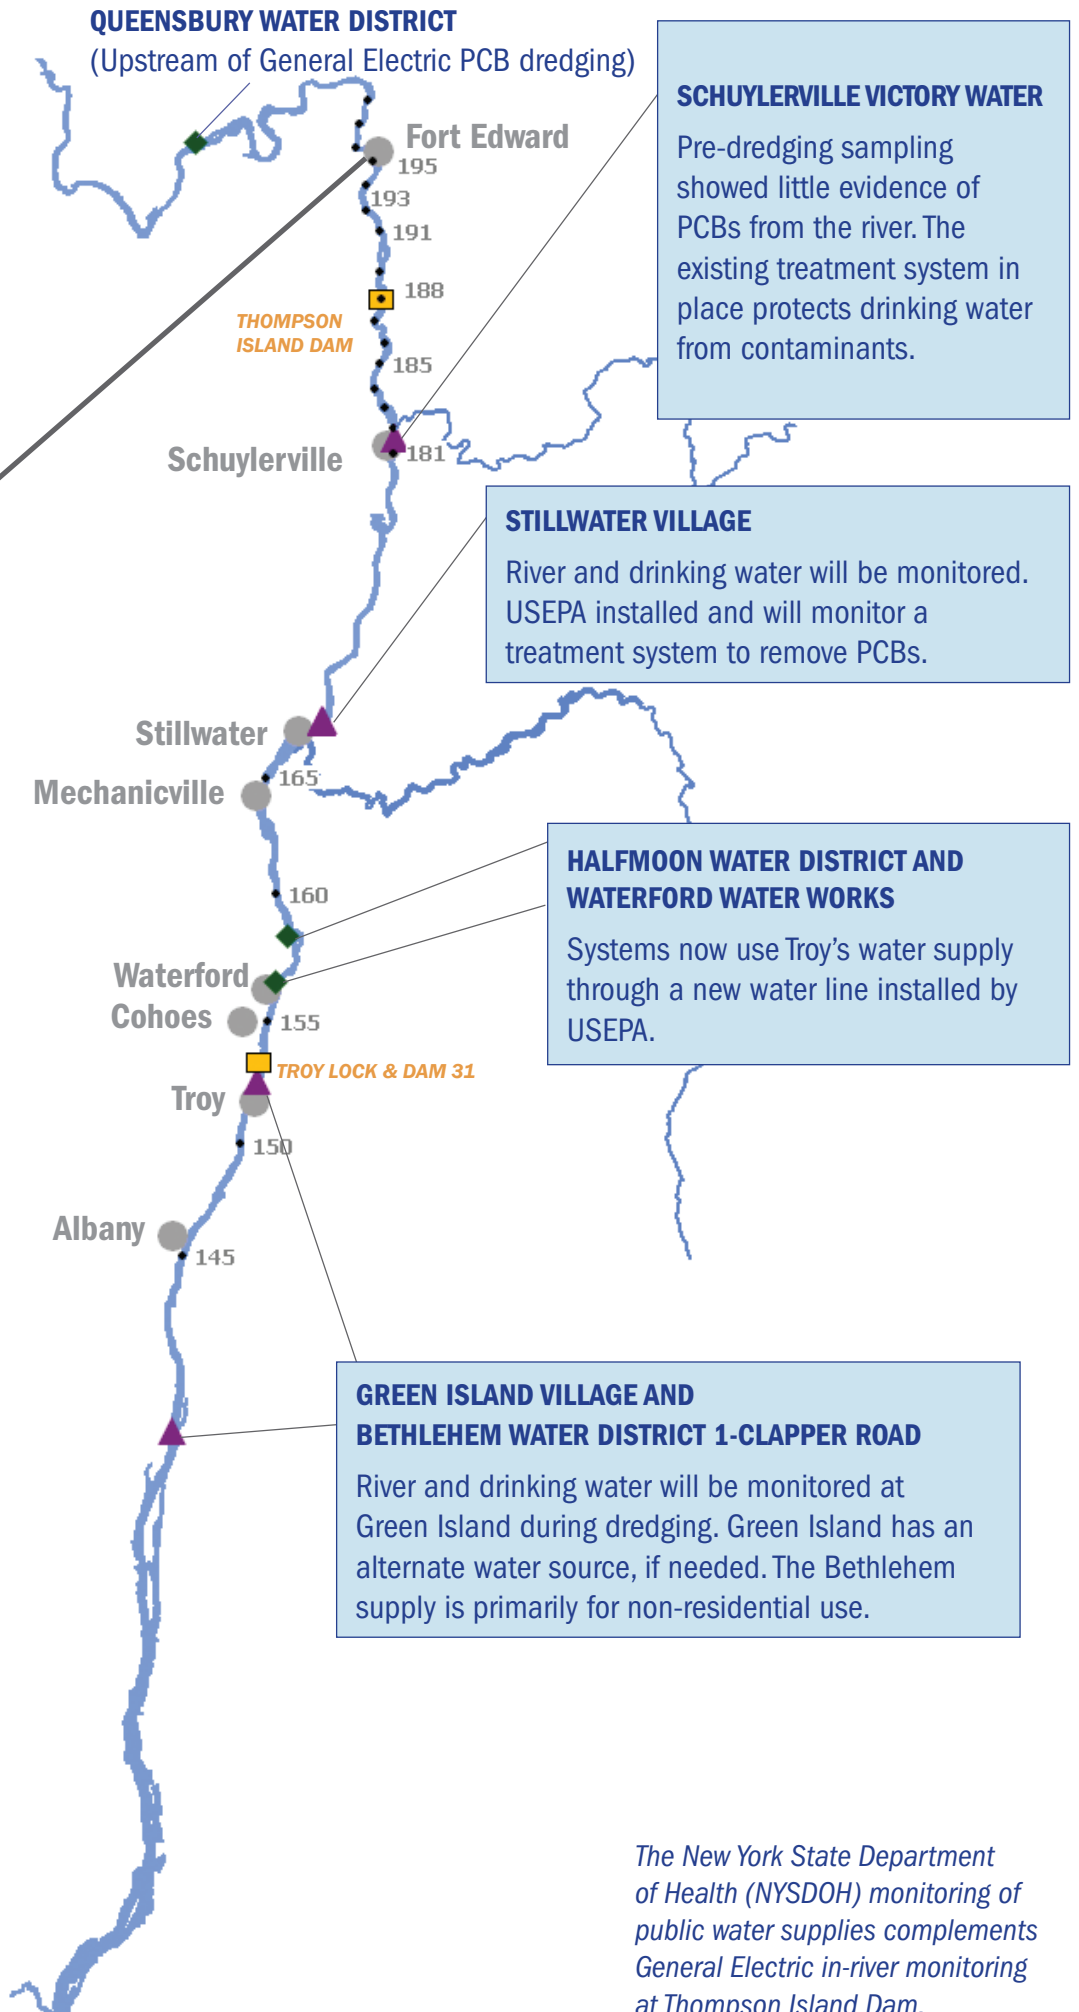 QUEENSBURY WATER DISTRICT
(Upstream of General Electric PCB dredging)
SCHUYLERVILLE VICTORY WATER
Pre-dredging sampling
showed little evidence of
PCBs from the river. The
existing treatment system in
place protects drinking water
from contaminants.
Fort Edward
195
193
191
188
THOMPSON
ISLAND DAM
185
Schuylerville
181
STILLWATER VILLAGE
River and drinking water will be monitored.
USEPA installed and will monitor a
treatment system to remove PCBs.
Stillwater
165
Mechanicville
160
HALFMOON WATER DISTRICT AND
WATERFORD WATER WORKS
Systems now use Troy's water supply
through a new water line installed by
USEPA.
Waterford
Cohoes
155
TROY LOCK & DAM 31
Troy
150
Albany
145
GREEN ISLAND VILLAGE AND
BETHLEHEM WATER DISTRICT 1-CLAPPER ROAD
River and drinking water will be monitored at
Green Island during dredging. Green Island has an
alternate water source, if needed. The Bethlehem
supply is primarily for non-residential use.
The New York State Department
of Health (NYSDOH) monitoring of
public water supplies complements
General Electric in-river monitoring
at Thompson Island Dam.